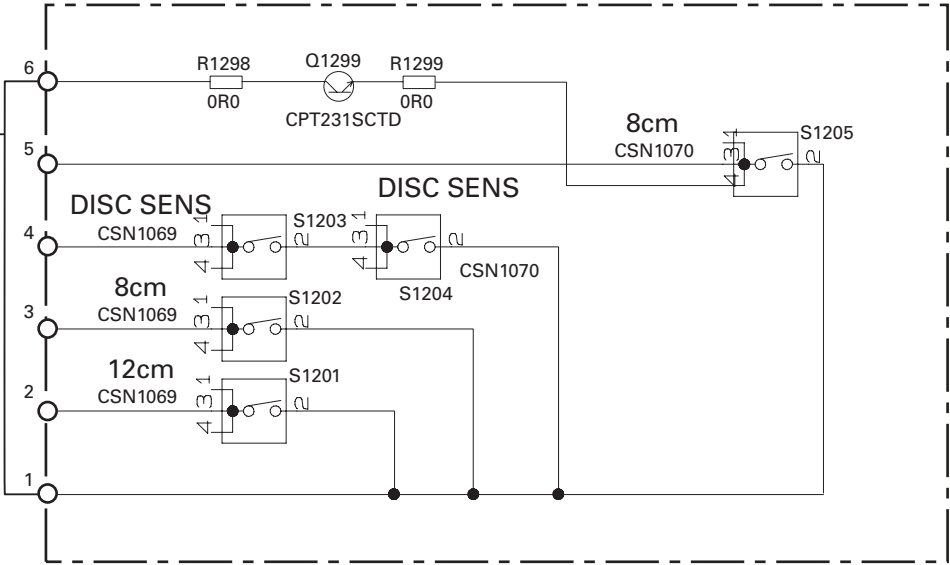 6
R1298
Q1299
R1299
0R0
0R0
CPT231SCTD
5
8cm
CSN1070
1
3
4
S1205
2
DISC SENS
DISC SENS
4
CSN1069
1
3
4
S1203
2
1
3
4
2
CSN1070
S1204
3
8cm
CSN1069
1
3
4
S1202
2
2
12cm
CSN1069
1
3
4
S1201
2
1